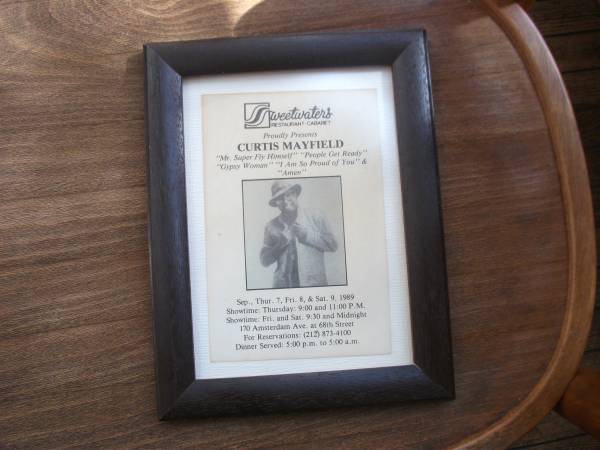 Sweetwaters
RESTAURANT - CABARET
Proudly Presents
CURTIS MAYFIELD
"Mr. Super Fly Himself" "People Get Ready"
"Gypsy Woman" "I Am So Proud of You" &
"Amen"
Sep., Thur. 7, Fri. 8, & Sat. 9, 1989
Showtime: Thursday: 9:00 and 11:00 P.M.
Showtime: Fri. and Sat. 9:30 and Midnight
170 Amsterdam Ave. at 68th Street
For Reservations: (212) 873-4100
Dinner Served: 5:00 p.m. to 5:00 a.m.